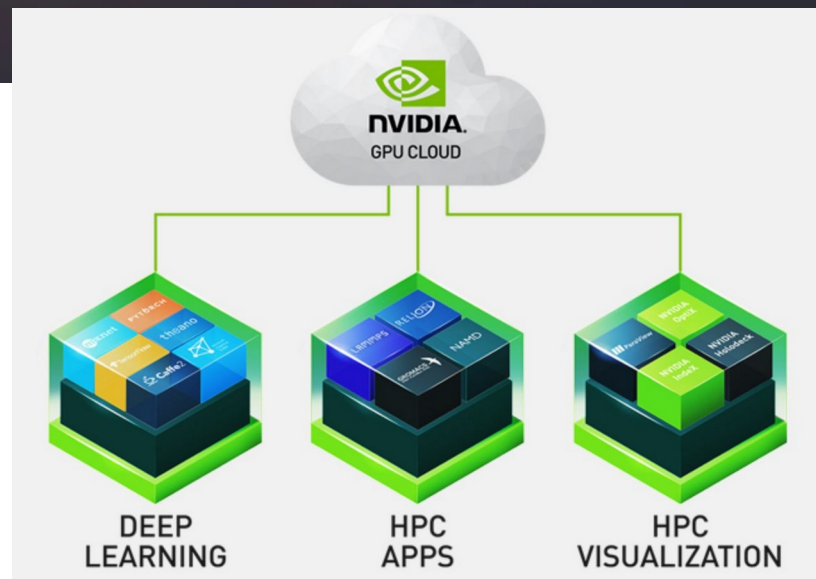 NVIDIA.
GPU CLOUD
mxnet
PYTORCH
theano
TensorFlow
Caffe2
LAMMPS
RELION
NAMD
GROMACS
ParaView
NVIDIA
OptiX
NVIDIA
Holodeck
NVIDIA
IndeX
DEEP
LEARNING
HPC
APPS
HPC
VISUALIZATION